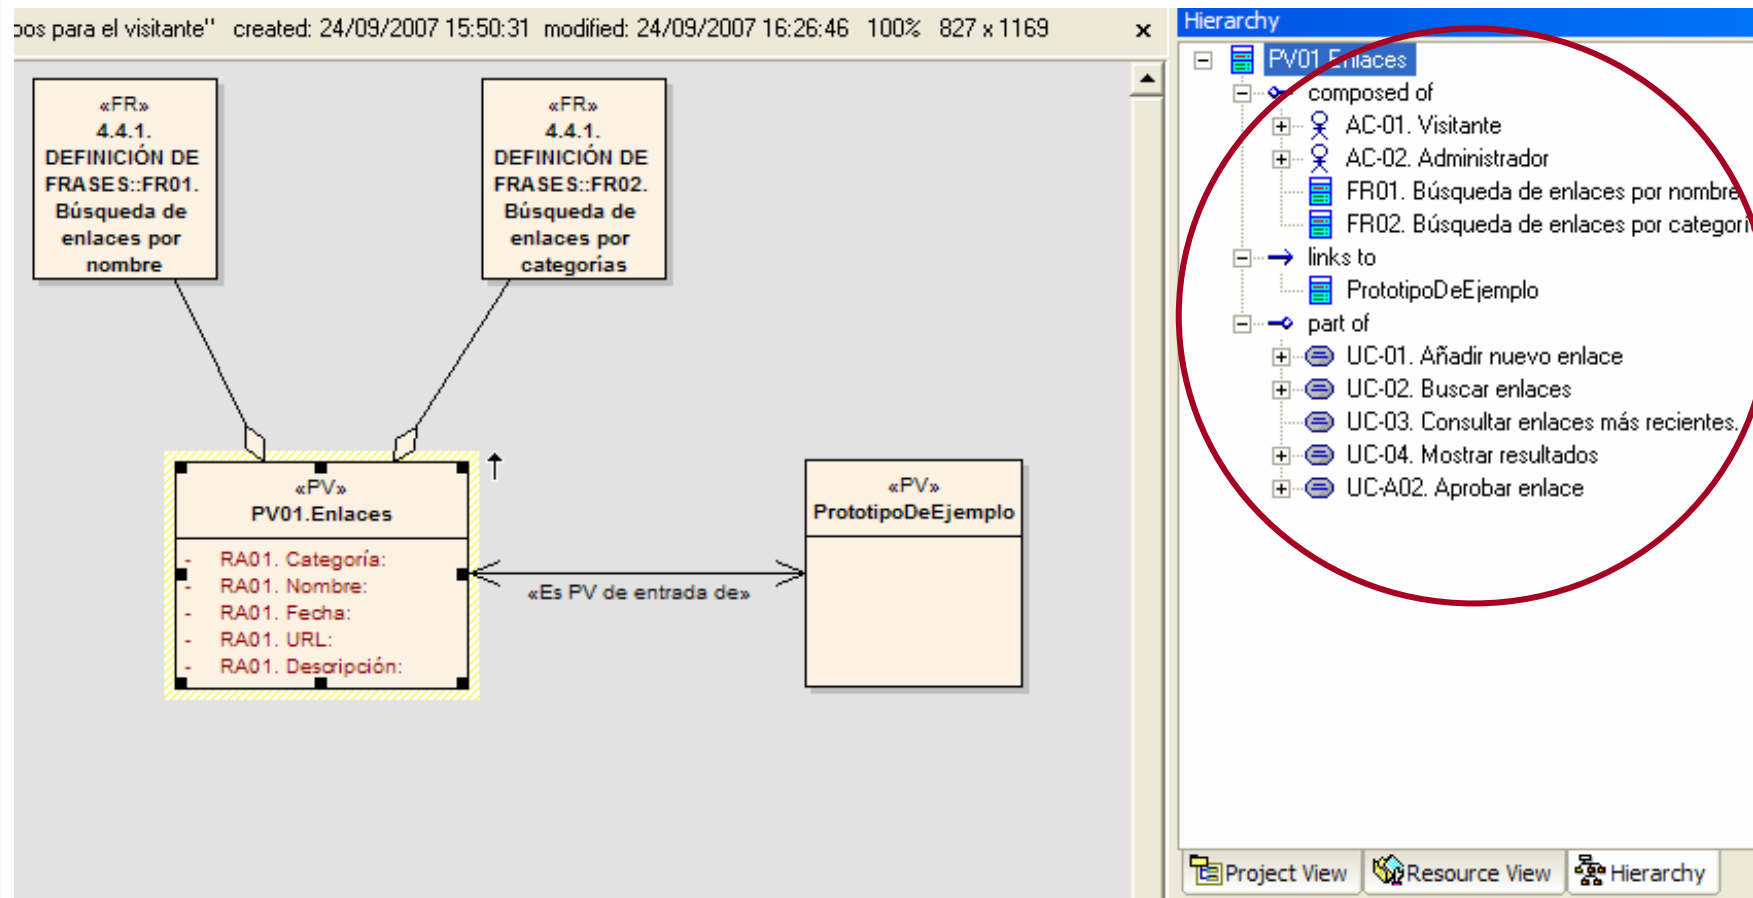 para el visitante"   created: 24/09/2007 15:50:31   modified: 24/09/2007 16:26:46   100%   827 x 1169
x
«FR»
4.4.1.
DEFINICIÓN DE
FRASES::FR01.
Búsqueda de
enlaces por
nombre
«FR»
4.4.1.
DEFINICIÓN DE
FRASES::FR02.
Búsqueda de
enlaces por
categorías
«PV»
PV01.Enlaces
- RA01. Categoría:
- RA01. Nombre:
- RA01. Fecha:
- RA01. URL:
- RA01. Descripción:
«Es PV de entrada de»
«PV»
PrototipoDeEjemplo
Hierarchy
PV01.Enlaces
composed of
AC-01. Visitante
AC-02. Administrador
FR01. Búsqueda de enlaces por nombre
FR02. Búsqueda de enlaces por categorí
links to
PrototipoDeEjemplo
part of
UC-01. Añadir nuevo enlace
UC-02. Buscar enlaces
UC-03. Consultar enlaces más recientes.
UC-04. Mostrar resultados
UC-A02. Aprobar enlace
Project View
Resource View
Hierarchy